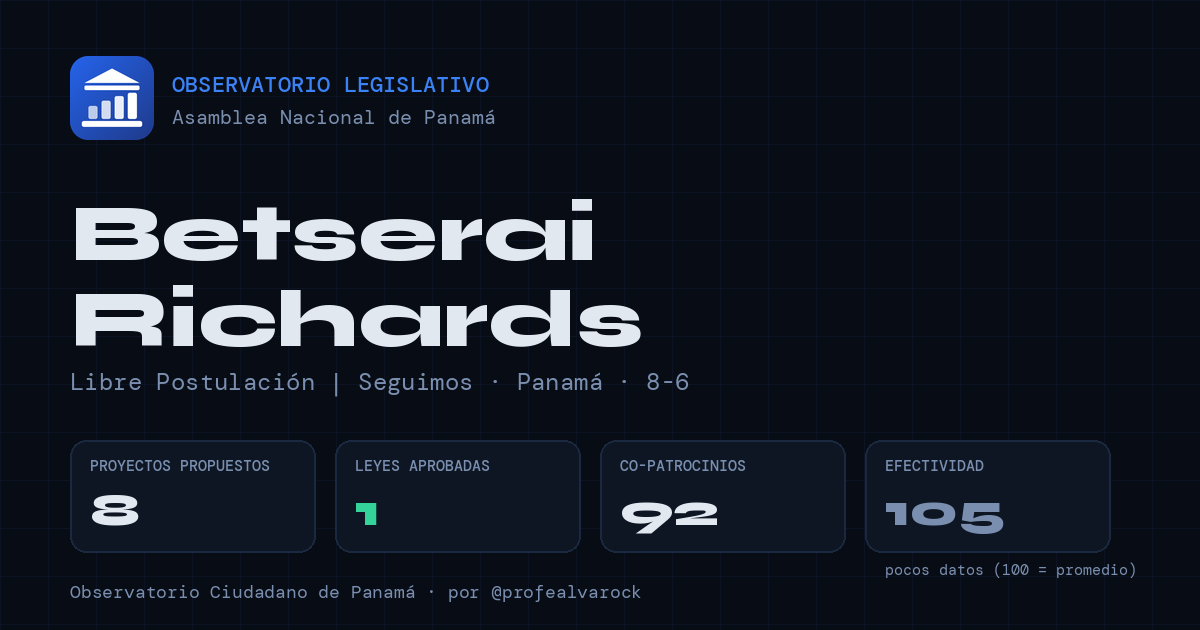 OBSERVATORIO LEGISLATIVO
Asamblea Nacional de Panamá
Betserai
Richards
Libre Postulación | Seguimos · Panamá · 8-6
PROYECTOS PROPUESTOS
8
LEYES APROBADAS
1
CO-PATROCINIOS
92
EFECTIVIDAD
105
pocos datos (100 = promedio)
Observatorio Ciudadano de Panamá · por @profealvarock